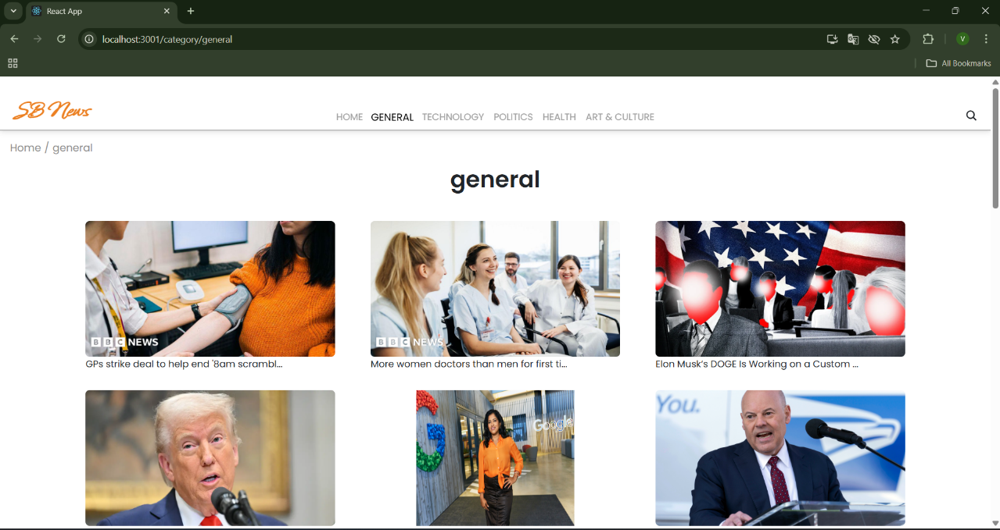 React App
localhost:3001/category/general
V
All Bookmarks
SB News
HOME GENERAL TECHNOLOGY POLITICS HEALTH ART & CULTURE
Home / general
general
BBC NEWS
BBC NEWS
GPs strike deal to help end '8am scrambl...
More women doctors than men for first ti...
Elon Musk's DOGE Is Working on a Custom ...
Google
You.